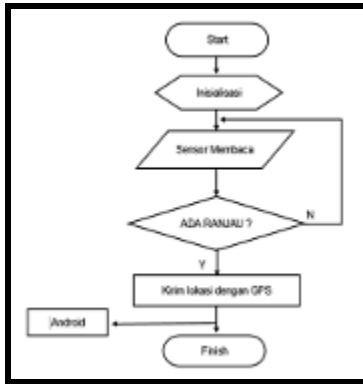 Start
Inisialisasi
Sensor Membaca
ADA RANJAU ?
N
Y
Kirim lokasi dengan GPS
Android
Finish